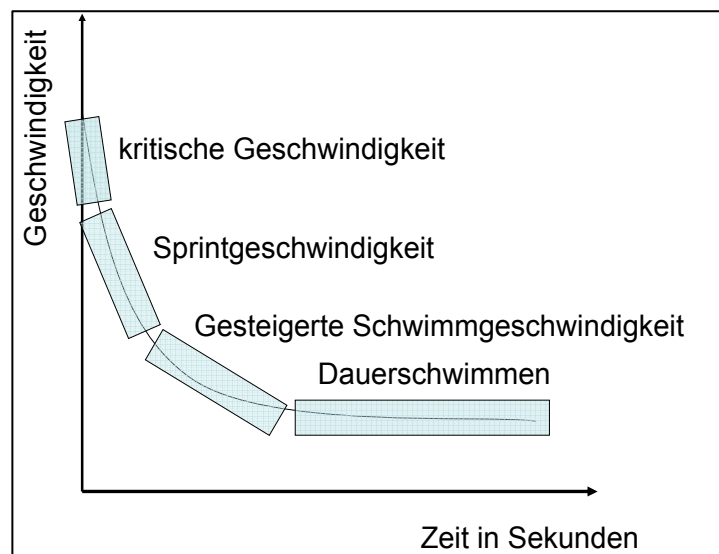 Geschwindigkeit
kritische Geschwindigkeit
Sprintgeschwindigkeit
Gesteigerte Schwimmgeschwindigkeit
Dauerschwimmen
Zeit in Sekunden